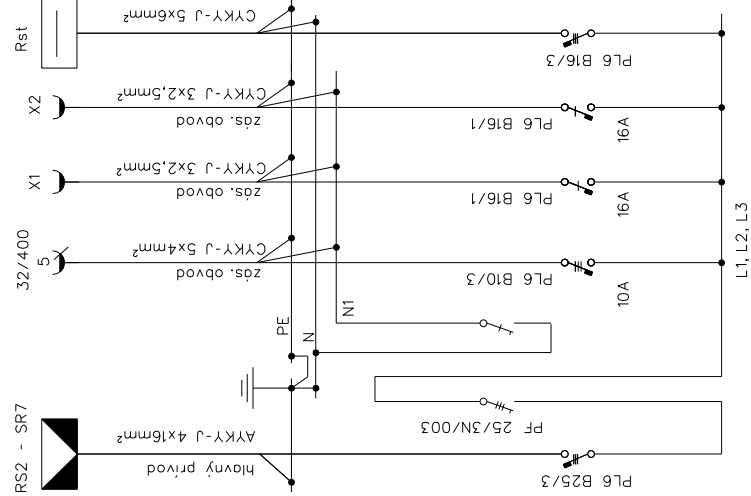 Rst
CYKY-J 5x6mm²
PL6 B16/3
X2
CYKY-J 3x2,5mm²
zás. obvod
PL6 B16/1
16A
X1
CYKY-J 3x2,5mm²
zás. obvod
PL6 B16/1
16A
32/400
5
CYKY-J 5x4mm²
zás. obvod
PL6 B10/3
10A
L1, L2, L3
PE
N
N1
RS2 - SR7
AYKY-J 4x16mm²
hlavný prívod
PF 25/3N/003
PL6 B25/3